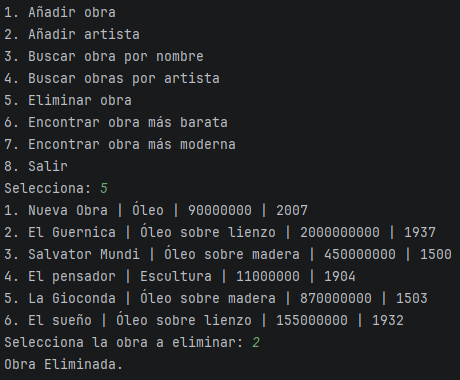 1. Añadir obra
2. Añadir artista
3. Buscar obra por nombre
4. Buscar obras por artista
5. Eliminar obra
6. Encontrar obra más barata
7. Encontrar obra más moderna
8. Salir
Selecciona: 5
1. Nueva Obra | Óleo | 90000000 | 2007
2. El Guernica | Óleo sobre lienzo | 2000000000 | 1937
3. Salvator Mundi | Óleo sobre madera | 450000000 | 1500
4. El pensador | Escultura | 11000000 | 1904
5. La Gioconda | Óleo sobre madera | 870000000 | 1503
6. El sueño | Óleo sobre lienzo | 155000000 | 1932
Selecciona la obra a eliminar: 2
Obra Eliminada.